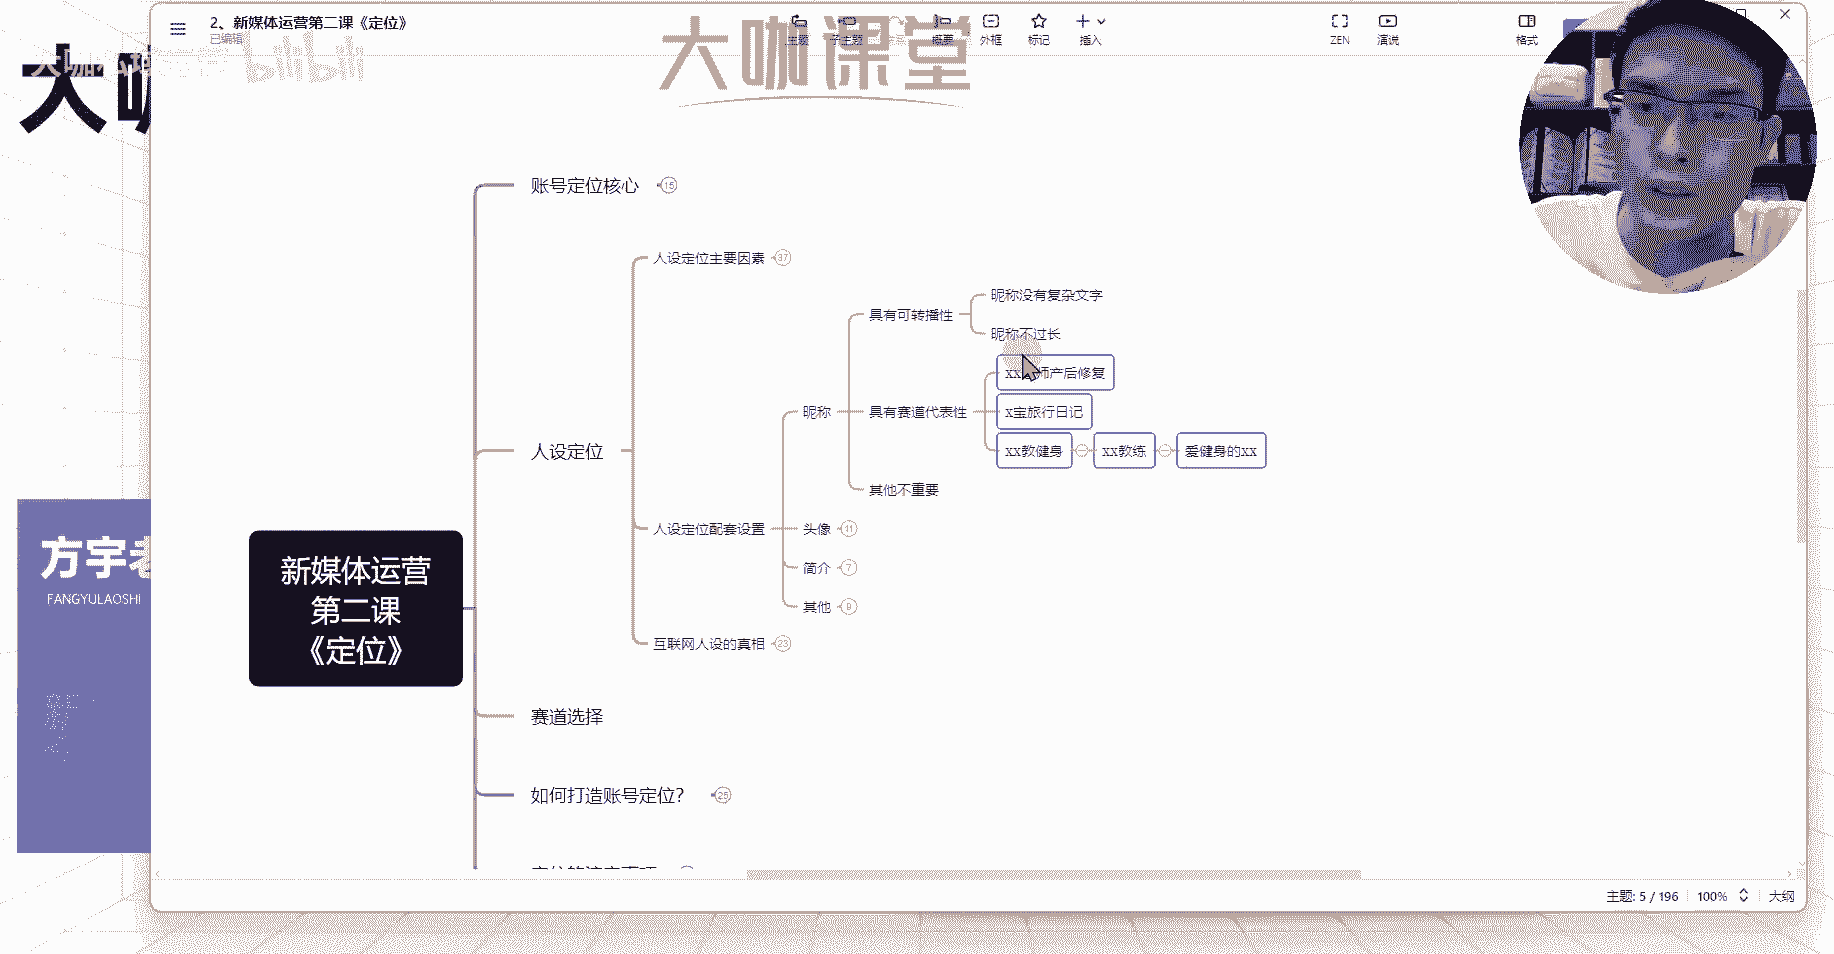 2、新媒体运营第二课《定位》
已编辑
主题
子主题
概要
外框
标记
插入
ZEN
演说
格式
大咖课堂
bilibili
大咖
方宇老
FANGYULAOSHI
新媒体运营
第二课
《定位》
账号定位核心 15
人设定位
人设定位主要因素 37
人设定位配套设置
昵称
具有可转播性
昵称没有复杂文字
昵称不过长
具有赛道代表性
xx 师产后修复
x宝旅行日记
xx教健身
xx教练
爱健身的xx
其他不重要
头像 11
简介 7
其他 9
互联网人设的真相 23
赛道选择
如何打造账号定位？ 25
主题: 5 / 196
100%
大纲